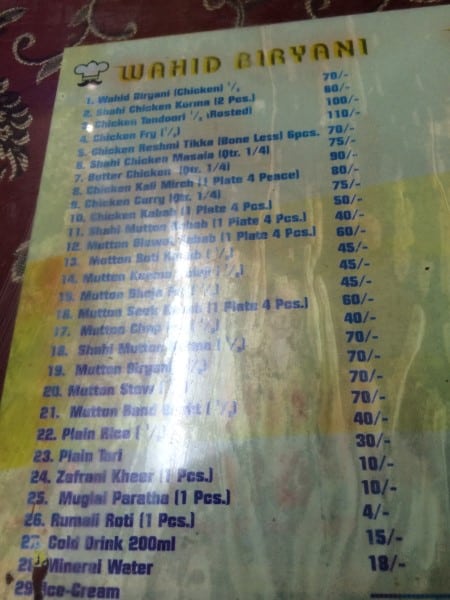 WAHID BIRYANI
1. Wahid Biryani (Chicken) 70/-
2. Shahi Chicken Korma (2 Pcs.) 60/-
3. Chicken Tandoori (Rosted) 100/-
4. Chicken Fry 110/-
5. Chicken Reshmi Tikka (Bone Less) 6pcs. 70/-
6. Shahi Chicken Masala (Qtr. 1/4) 75/-
7. Butter Chicken (Qtr. 1/4) 90/-
8. Chicken Kali Mirch (1 Plate 4 Peace) 80/-
9. Chicken Curry (Qtr. 1/4) 75/-
10. Chicken Kabab (1 Plate 4 Pcs.) 50/-
11. Shahi Mutton Kabab (1 Plate 4 Pcs.) 40/-
12. Mutton Kabab (1 Plate 4 Pcs.) 60/-
13. Mutton 45/-
14. Mutton 45/-
15. Mutton Bheja 45/-
16. Mutton Seek Kabab (1 Plate 4 Pcs.) 60/-
17. Mutton Chap 40/-
18. Shahi Mutton Korma 70/-
19. Mutton Biryani 70/-
20. Mutton Stew 70/-
21. Mutton Band 70/-
22. Plain Rice 40/-
23. Plain Tari 30/-
24. Zafrani Kheer (1 Pcs.) 10/-
25. Muglai Paratha (1 Pcs.) 10/-
26. Rumali Roti (1 Pcs.) 4/-
27. Cold Drink 200ml 15/-
28. Mineral Water 18/-
29. Ice-Cream